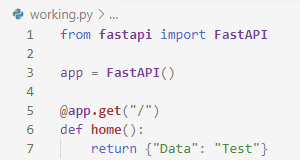 working.py > ...
1 from fastapi import FastAPI
2
3 app = FastAPI()
4
5 @app.get("/")
6 def home():
7     return {"Data": "Test"}